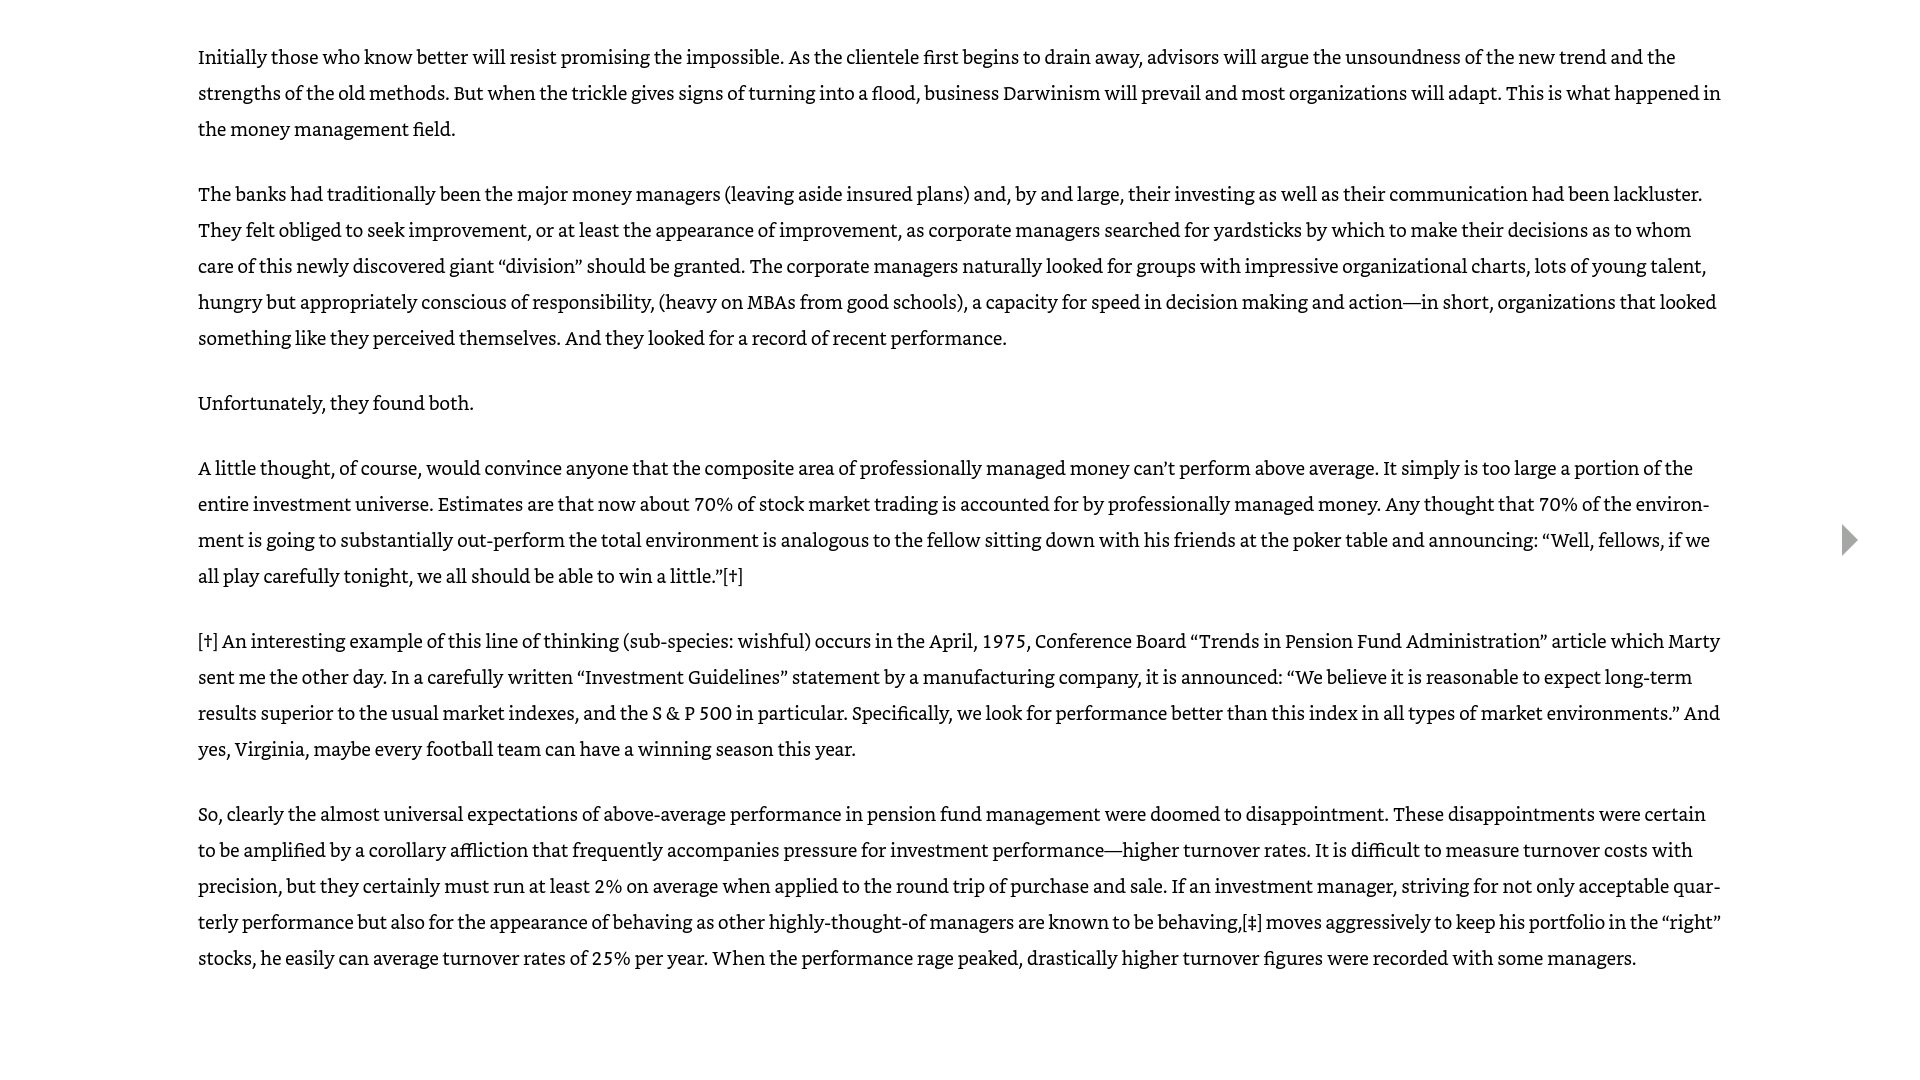 Initially those who know better will resist promising the impossible. As the clientele first begins to drain away, advisors will argue the unsoundness of the new trend and the
strengths of the old methods. But when the trickle gives signs of turning into a flood, business Darwinism will prevail and most organizations will adapt. This is what happened in
the money management field.
The banks had traditionally been the major money managers (leaving aside insured plans) and, by and large, their investing as well as their communication had been lackluster.
They felt obliged to seek improvement, or at least the appearance of improvement, as corporate managers searched for yardsticks by which to make their decisions as to whom
care of this newly discovered giant “division” should be granted. The corporate managers naturally looked for groups with impressive organizational charts, lots of young talent,
hungry but appropriately conscious of responsibility, (heavy on MBAs from good schools), a capacity for speed in decision making and action—in short, organizations that looked
something like they perceived themselves. And they looked for a record of recent performance.
Unfortunately, they found both.
A little thought, of course, would convince anyone that the composite area of professionally managed money can’t perform above average. It simply is too large a portion of the
entire investment universe. Estimates are that now about 70% of stock market trading is accounted for by professionally managed money. Any thought that 70% of the environ-
ment is going to substantially out-perform the total environment is analogous to the fellow sitting down with his friends at the poker table and announcing: “Well, fellows, if we
all play carefully tonight, we all should be able to win a little.”[†]
[†] An interesting example of this line of thinking (sub-species: wishful) occurs in the April, 1975, Conference Board “Trends in Pension Fund Administration” article which Marty
sent me the other day. In a carefully written “Investment Guidelines” statement by a manufacturing company, it is announced: “We believe it is reasonable to expect long-term
results superior to the usual market indexes, and the S & P 500 in particular. Specifically, we look for performance better than this index in all types of market environments.” And
yes, Virginia, maybe every football team can have a winning season this year.
So, clearly the almost universal expectations of above-average performance in pension fund management were doomed to disappointment. These disappointments were certain
to be amplified by a corollary affliction that frequently accompanies pressure for investment performance—higher turnover rates. It is difficult to measure turnover costs with
precision, but they certainly must run at least 2% on average when applied to the round trip of purchase and sale. If an investment manager, striving for not only acceptable quar-
terly performance but also for the appearance of behaving as other highly-thought-of managers are known to be behaving,[‡] moves aggressively to keep his portfolio in the “right”
stocks, he easily can average turnover rates of 25% per year. When the performance rage peaked, drastically higher turnover figures were recorded with some managers.